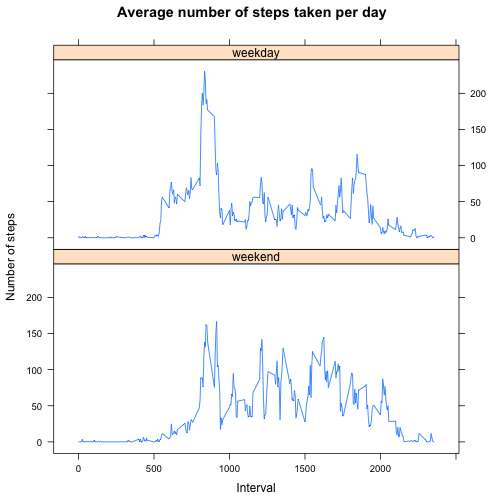 Average number of steps taken per day
weekday
200
150
100
50
0
weekend
200
150
100
50
0
Number of steps
0 500 1000 1500 2000
Interval